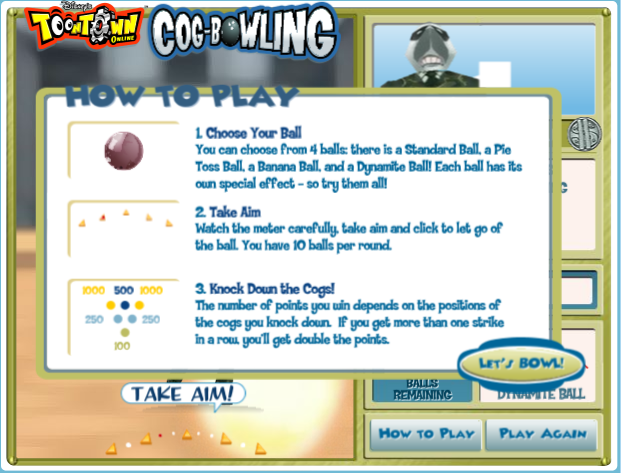 Disney's
TOONTOWN
ONLINE
COG-BOWLING
HOW TO PLAY
1. Choose Your Ball
You can choose from 4 balls: there is a Standard Ball, a Pie
Toss Ball, a Banana Ball, and a Dynamite Ball! Each ball has its
own special effect - so try them all!
2. Take Aim
Watch the meter carefully, take aim and click to let go of
the ball. You have 10 balls per round.
3. Knock Down the Cogs!
The number of points you win depends on the positions of
the cogs you knock down. If you get more than one strike
in a row, you'll get double the points.
1000 500 1000
250 250
100
LET'S BOWL!
TAKE AIM!
BALLS
REMAINING
DYNAMITE BALL
HOW TO PLAY
PLAY AGAIN